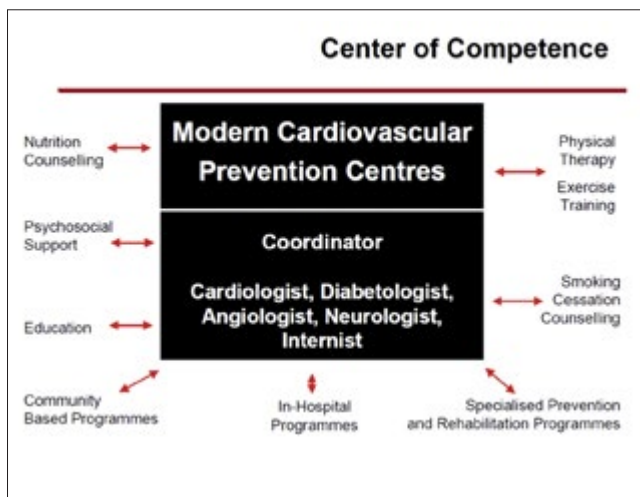 Center of Competence
Modern Cardiovascular
Prevention Centres
Coordinator
Cardiologist, Diabetologist,
Angiologist, Neurologist,
Internist
Nutrition
Counselling
Psychosocial
Support
Education
Community
Based Programmes
In-Hospital
Programmes
Physical
Therapy
Exercise
Training
Smoking
Cessation
Counselling
Specialised Prevention
and Rehabilitation Programmes